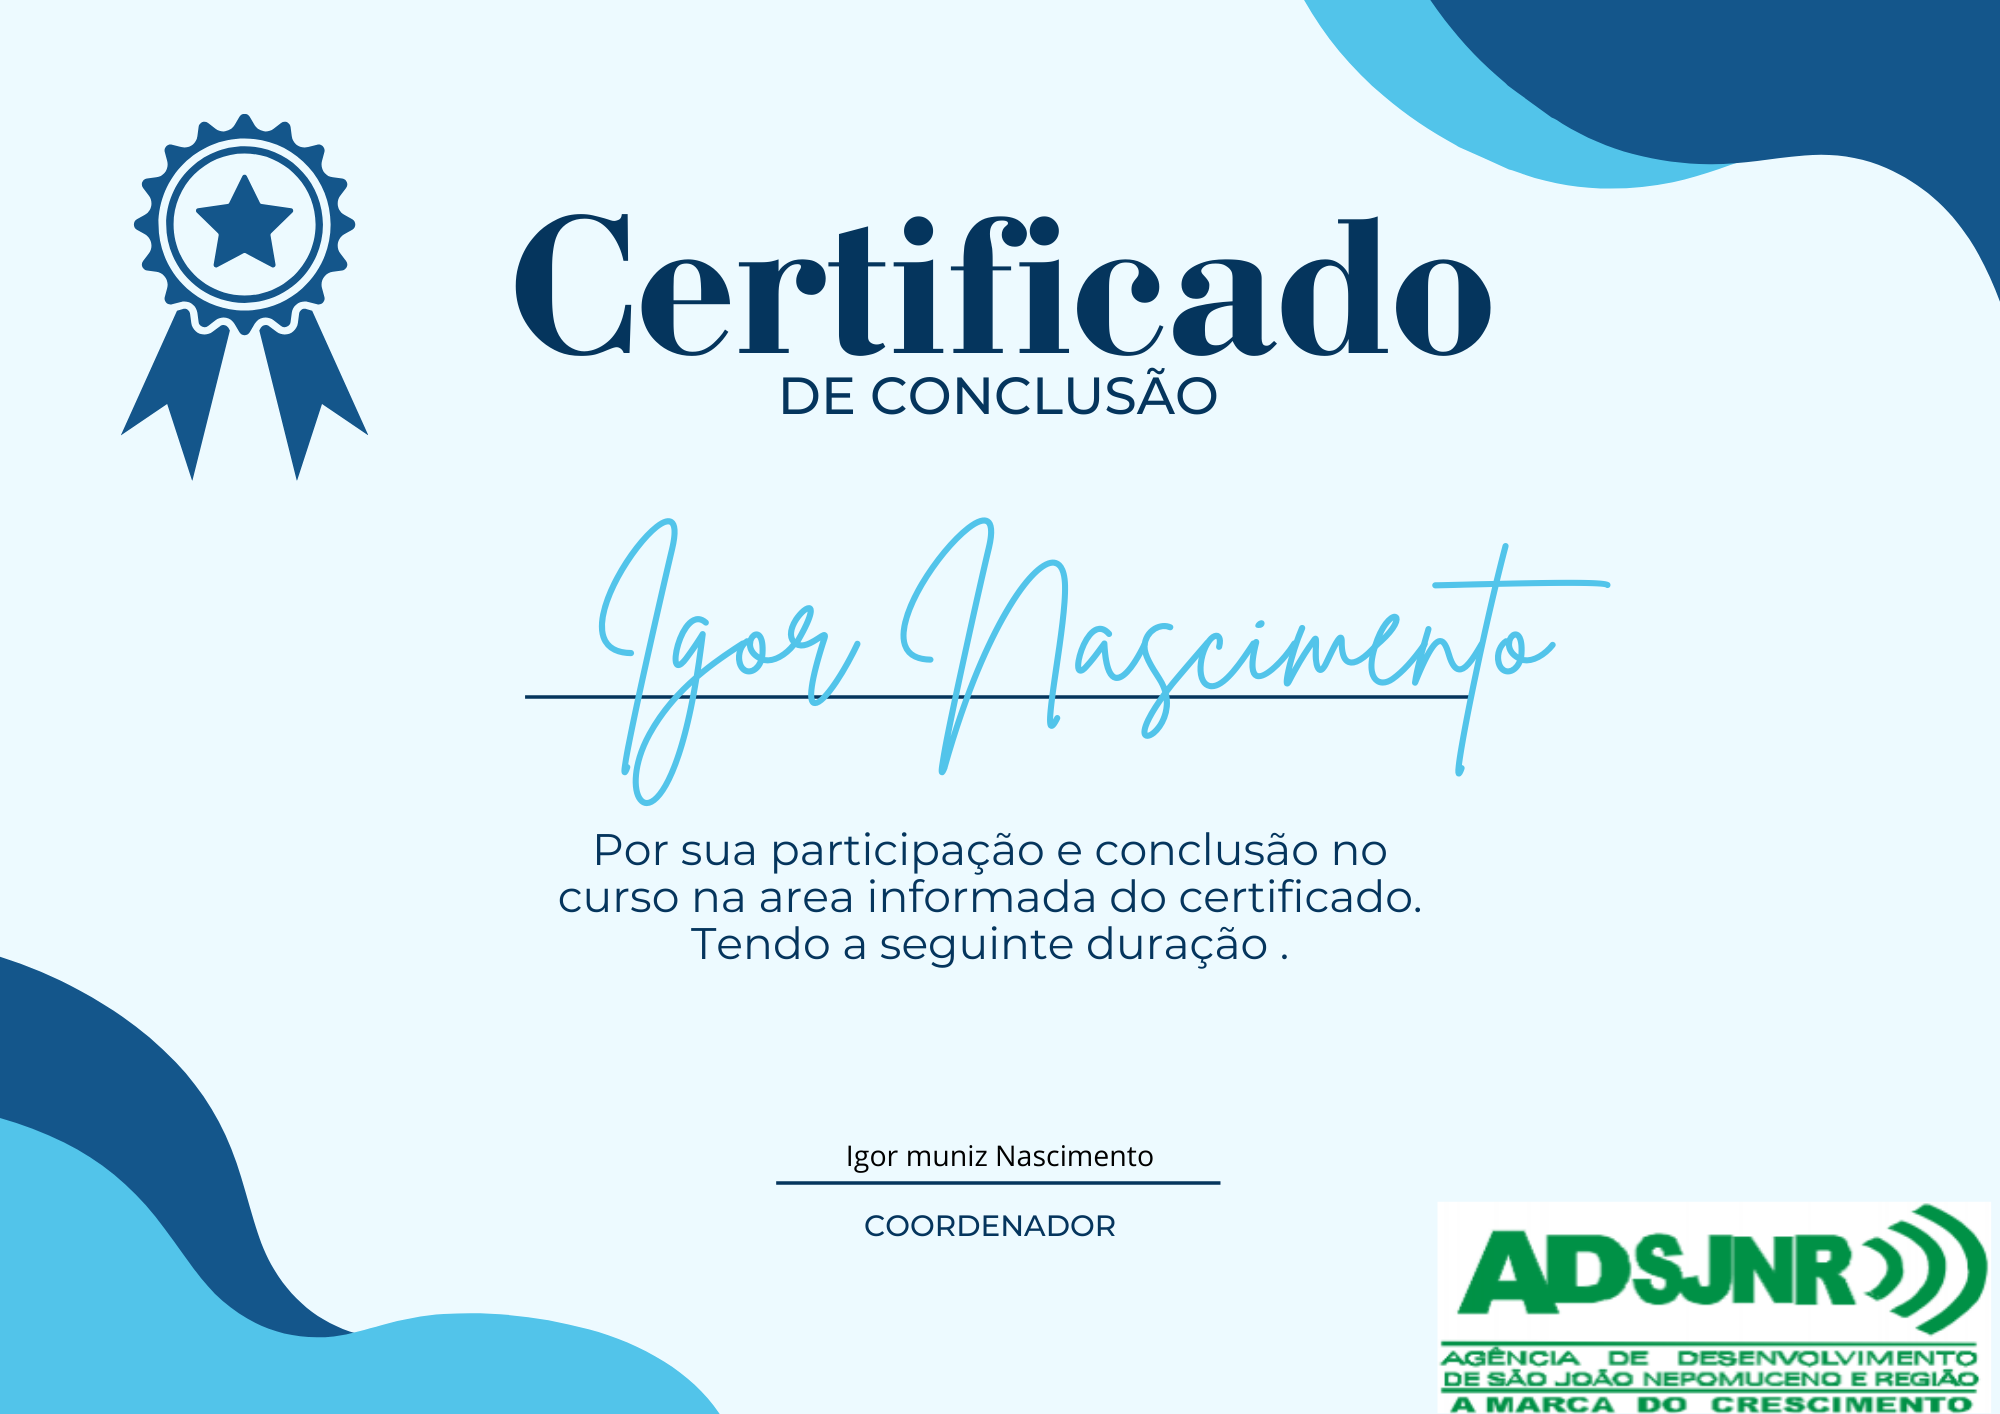 Certificado
DE CONCLUSÃO
Igor Nascimento
Por sua participação e conclusão no
curso na area informada do certificado.
Tendo a seguinte duração .
Igor muniz Nascimento
COORDENADOR
ADSJNR
AGÊNCIA DE DESENVOLVIMENTO
DE SÃO JOÃO NEPOMUCENO E REGIÃO
A MARCA DO CRESCIMENTO